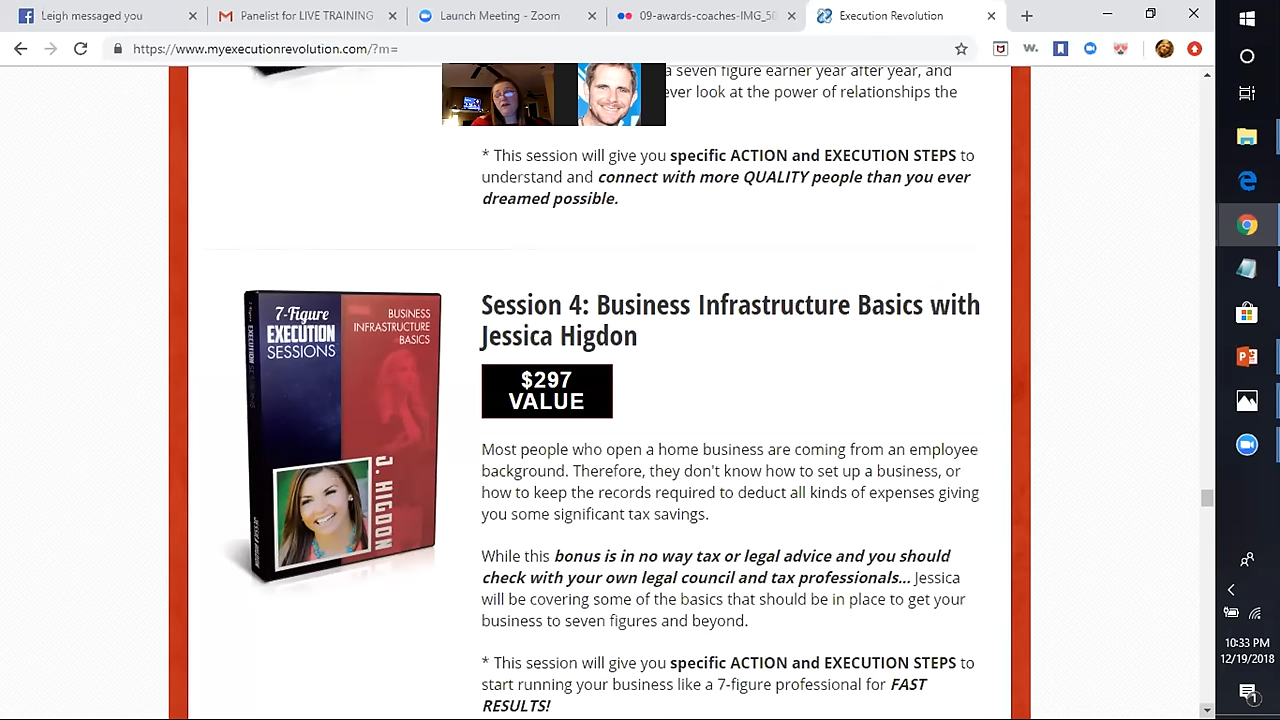 Leigh messaged you
Panelist for LIVE TRAINING
Launch Meeting - Zoom
09-awards-coaches-IMG_50
Execution Revolution
https://www.myexecutionrevolution.com/?m=
a seven figure earner year after year, and
ever look at the power of relationships the
* This session will give you specific ACTION and EXECUTION STEPS to
understand and connect with more QUALITY people than you ever
dreamed possible.
7-Figure
EXECUTION
SESSIONS
BUSINESS
INFRASTRUCTURE
BASICS
J. HIGDON
Session 4: Business Infrastructure Basics with
Jessica Higdon
$297
VALUE
Most people who open a home business are coming from an employee
background. Therefore, they don't know how to set up a business, or
how to keep the records required to deduct all kinds of expenses giving
you some significant tax savings.
While this bonus is in no way tax or legal advice and you should
check with your own legal council and tax professionals... Jessica
will be covering some of the basics that should be in place to get your
business to seven figures and beyond.
* This session will give you specific ACTION and EXECUTION STEPS to
start running your business like a 7-figure professional for FAST
RESULTS!
10:33 PM
12/19/2018
1